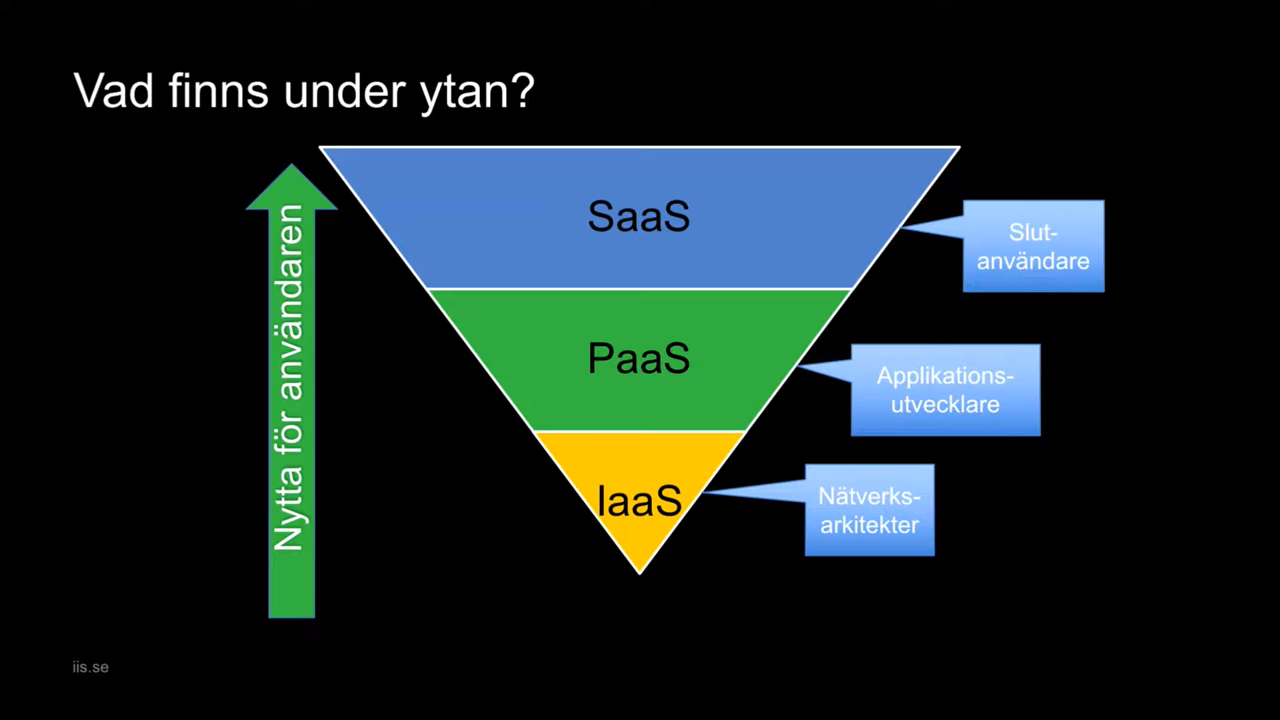 Vad finns under ytan?
Nytta för användaren
SaaS
Slut-
användare
PaaS
Applikations-
utvecklare
IaaS
Nätverks-
arkitekter
iis.se